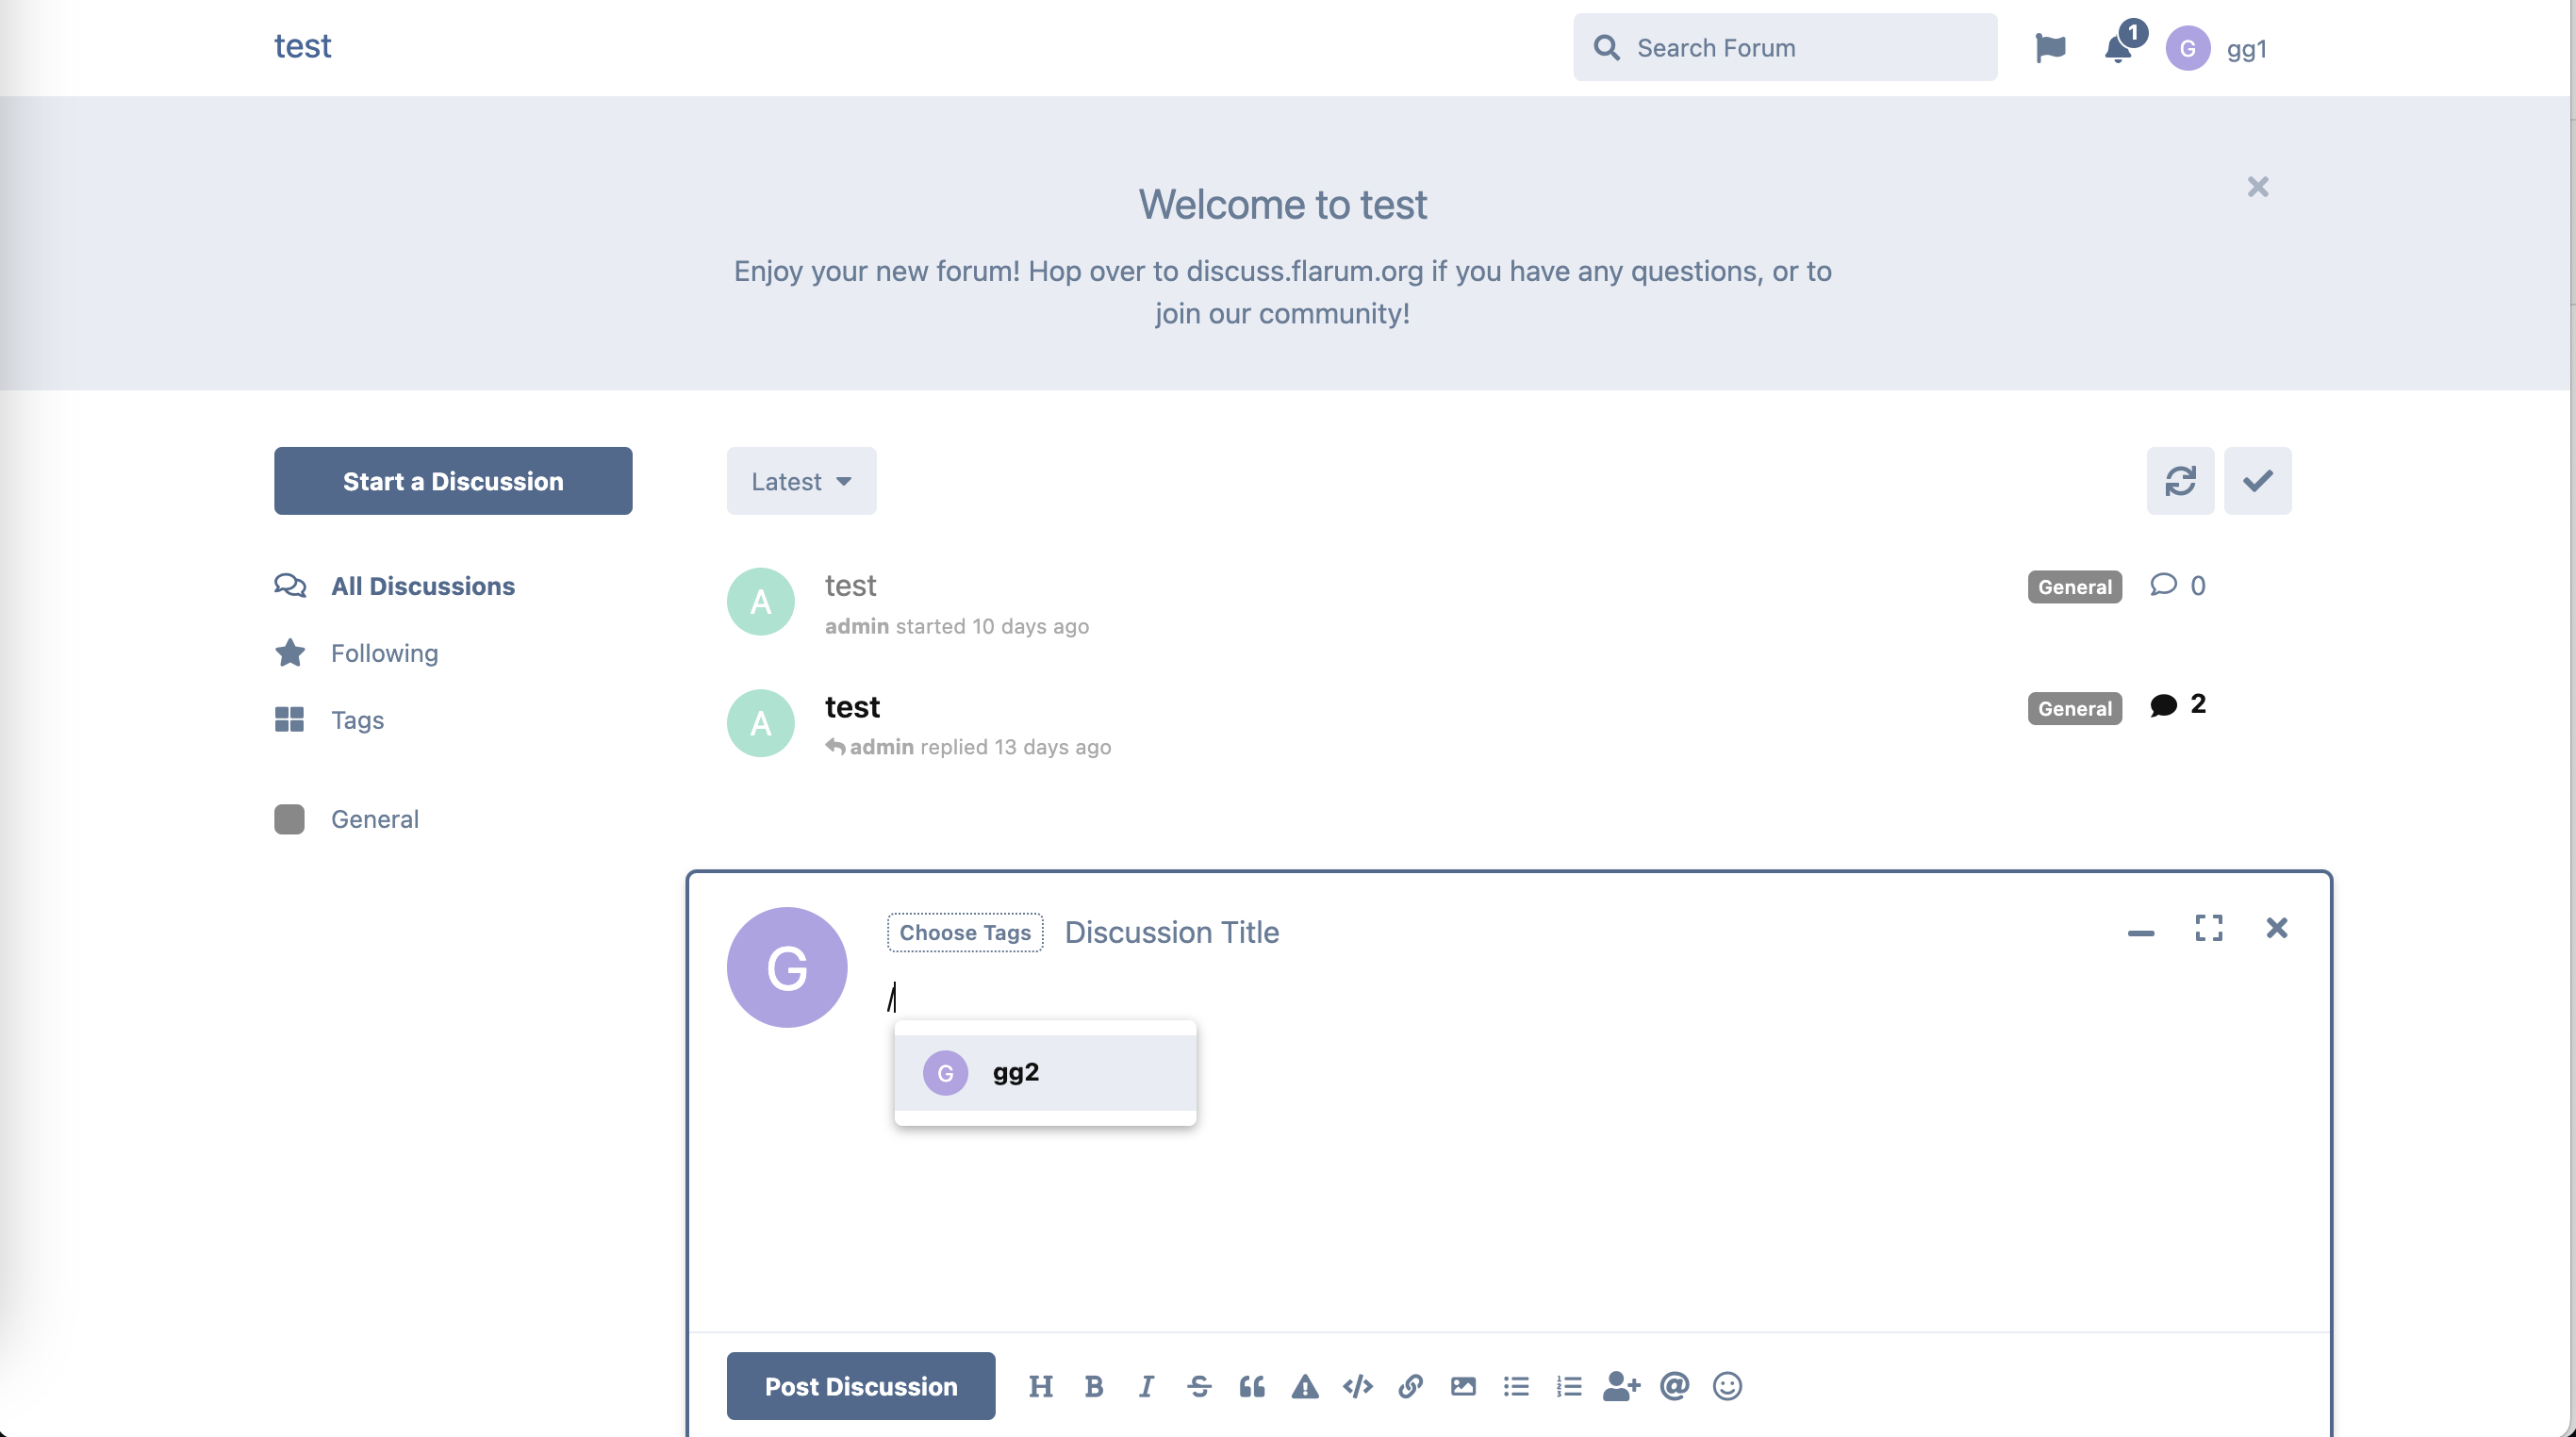 test
Search Forum
1
G
gg1
Welcome to test
Enjoy your new forum! Hop over to discuss.flarum.org if you have any questions, or to
join our community!
Start a Discussion
Latest
All Discussions
Following
Tags
General
A
test
admin started 10 days ago
General
0
A
test
admin replied 13 days ago
General
2
G
Choose Tags
Discussion Title
/
G
gg2
Post Discussion
H B I S